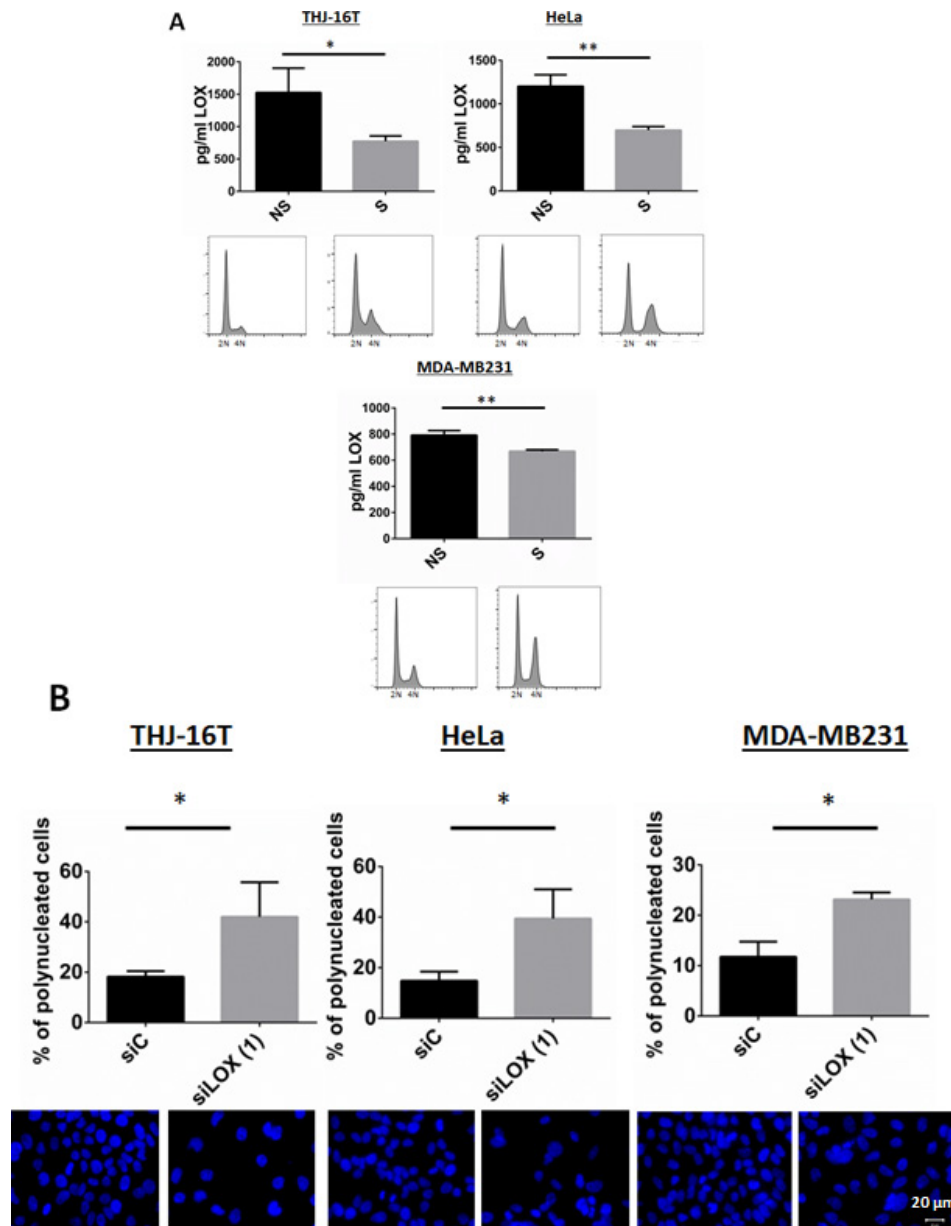 A
THJ-16T
HeLa
*
**
pg/ml LOX
2000
1500
1000
500
0
NS
S
pg/ml LOX
1500
1000
500
0
NS
S
2N 4N
2N 4N
2N 4N
2N 4N
MDA-MB231
**
pg/ml LOX
1000
800
600
400
200
0
NS
S
2N 4N
2N 4N
B
THJ-16T
HeLa
MDA-MB231
*
*
*
% of polynucleated cells
60
40
20
0
siC
siLOX (1)
% of polynucleated cells
60
40
20
0
siC
siLOX (1)
% of polynucleated cells
30
20
10
0
siC
siLOX (1)
20 μm